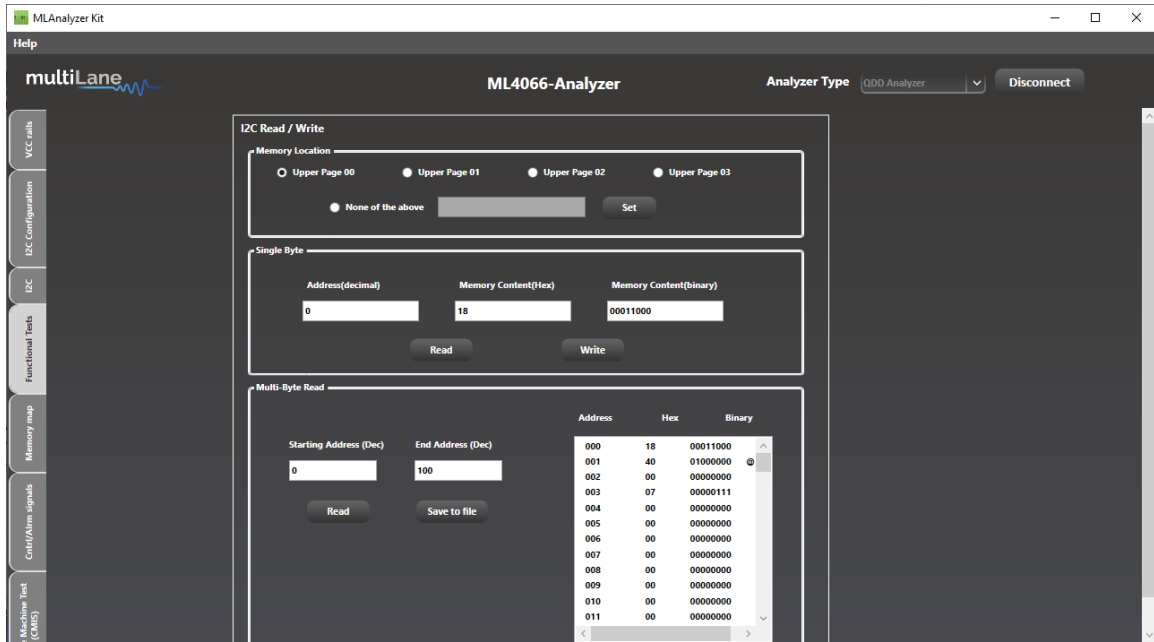 MLAnalyzer Kit
Help
multiLane
ML4066-Analyzer
Analyzer Type QDD Analyzer Disconnect
VCC rails
I2C Configuration
I2C
Functional Tests
Memory map
Cntrl/Alrm signals
e Machine Test
(CMIS)
I2C Read / Write
Memory Location
Upper Page 00 Upper Page 01 Upper Page 02 Upper Page 03
None of the above Set
Single Byte
Address(decimal) Memory Content(Hex) Memory Content(binary)
0 18 00011000
Read Write
Multi-Byte Read
Starting Address (Dec) End Address (Dec)
0 100
Read Save to file
Address Hex Binary
000 18 00011000
001 40 01000000 @
002 00 00000000
003 07 00000111
004 00 00000000
005 00 00000000
006 00 00000000
007 00 00000000
008 00 00000000
009 00 00000000
010 00 00000000
011 00 00000000